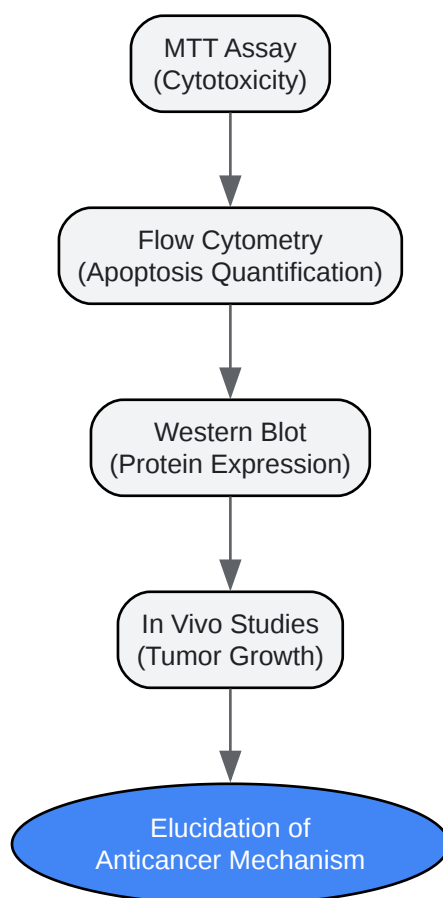 MTT Assay
(Cytotoxicity)
Flow Cytometry
(Apoptosis Quantification)
Western Blot
(Protein Expression)
In Vivo Studies
(Tumor Growth)
Elucidation of
Anticancer Mechanism